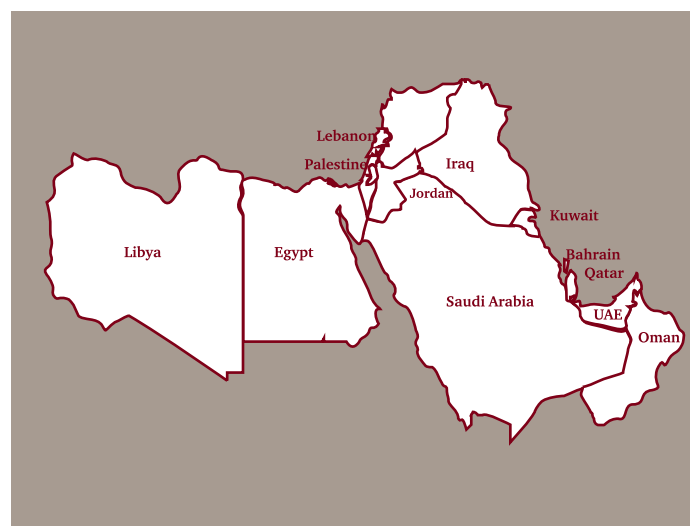 Lebanon
Palestine
Iraq
Jordan
Kuwait
Libya
Egypt
Bahrain
Qatar
Saudi Arabia
UAE
Oman